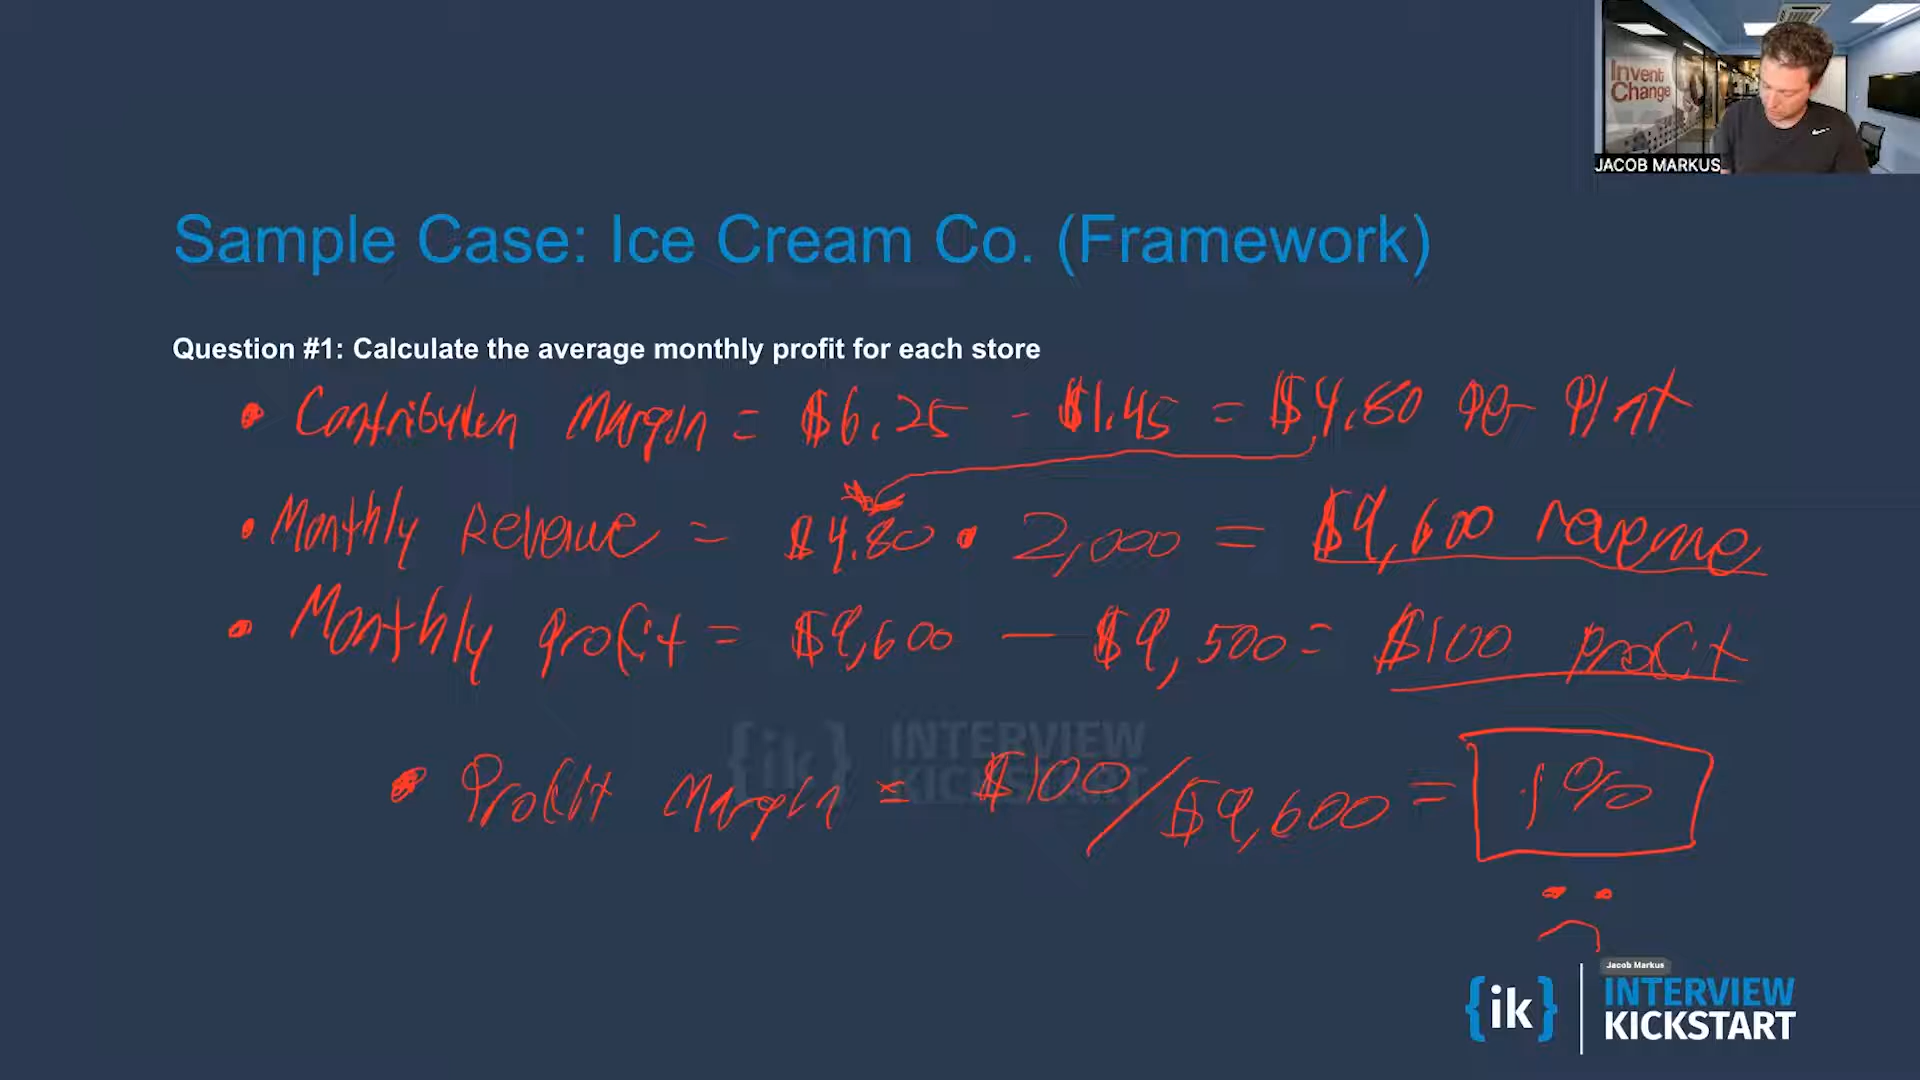 Invent
Change
JACOB MARKUS
Sample Case: Ice Cream Co. (Framework)
Question #1: Calculate the average monthly profit for each store
• Contribution Margin = $6.25 - $1.45 = $4.80 per pint
• Monthly Revenue = $4.80 • 2,000 = $9,600 revenue
• Monthly profit = $9,600 — $9,500 = $100 profit
{ik} INTERVIEW KICKSTART
• Profit Margin = $100/$9,600 = 1%
Jacob Markus
{ik} INTERVIEW
KICKSTART